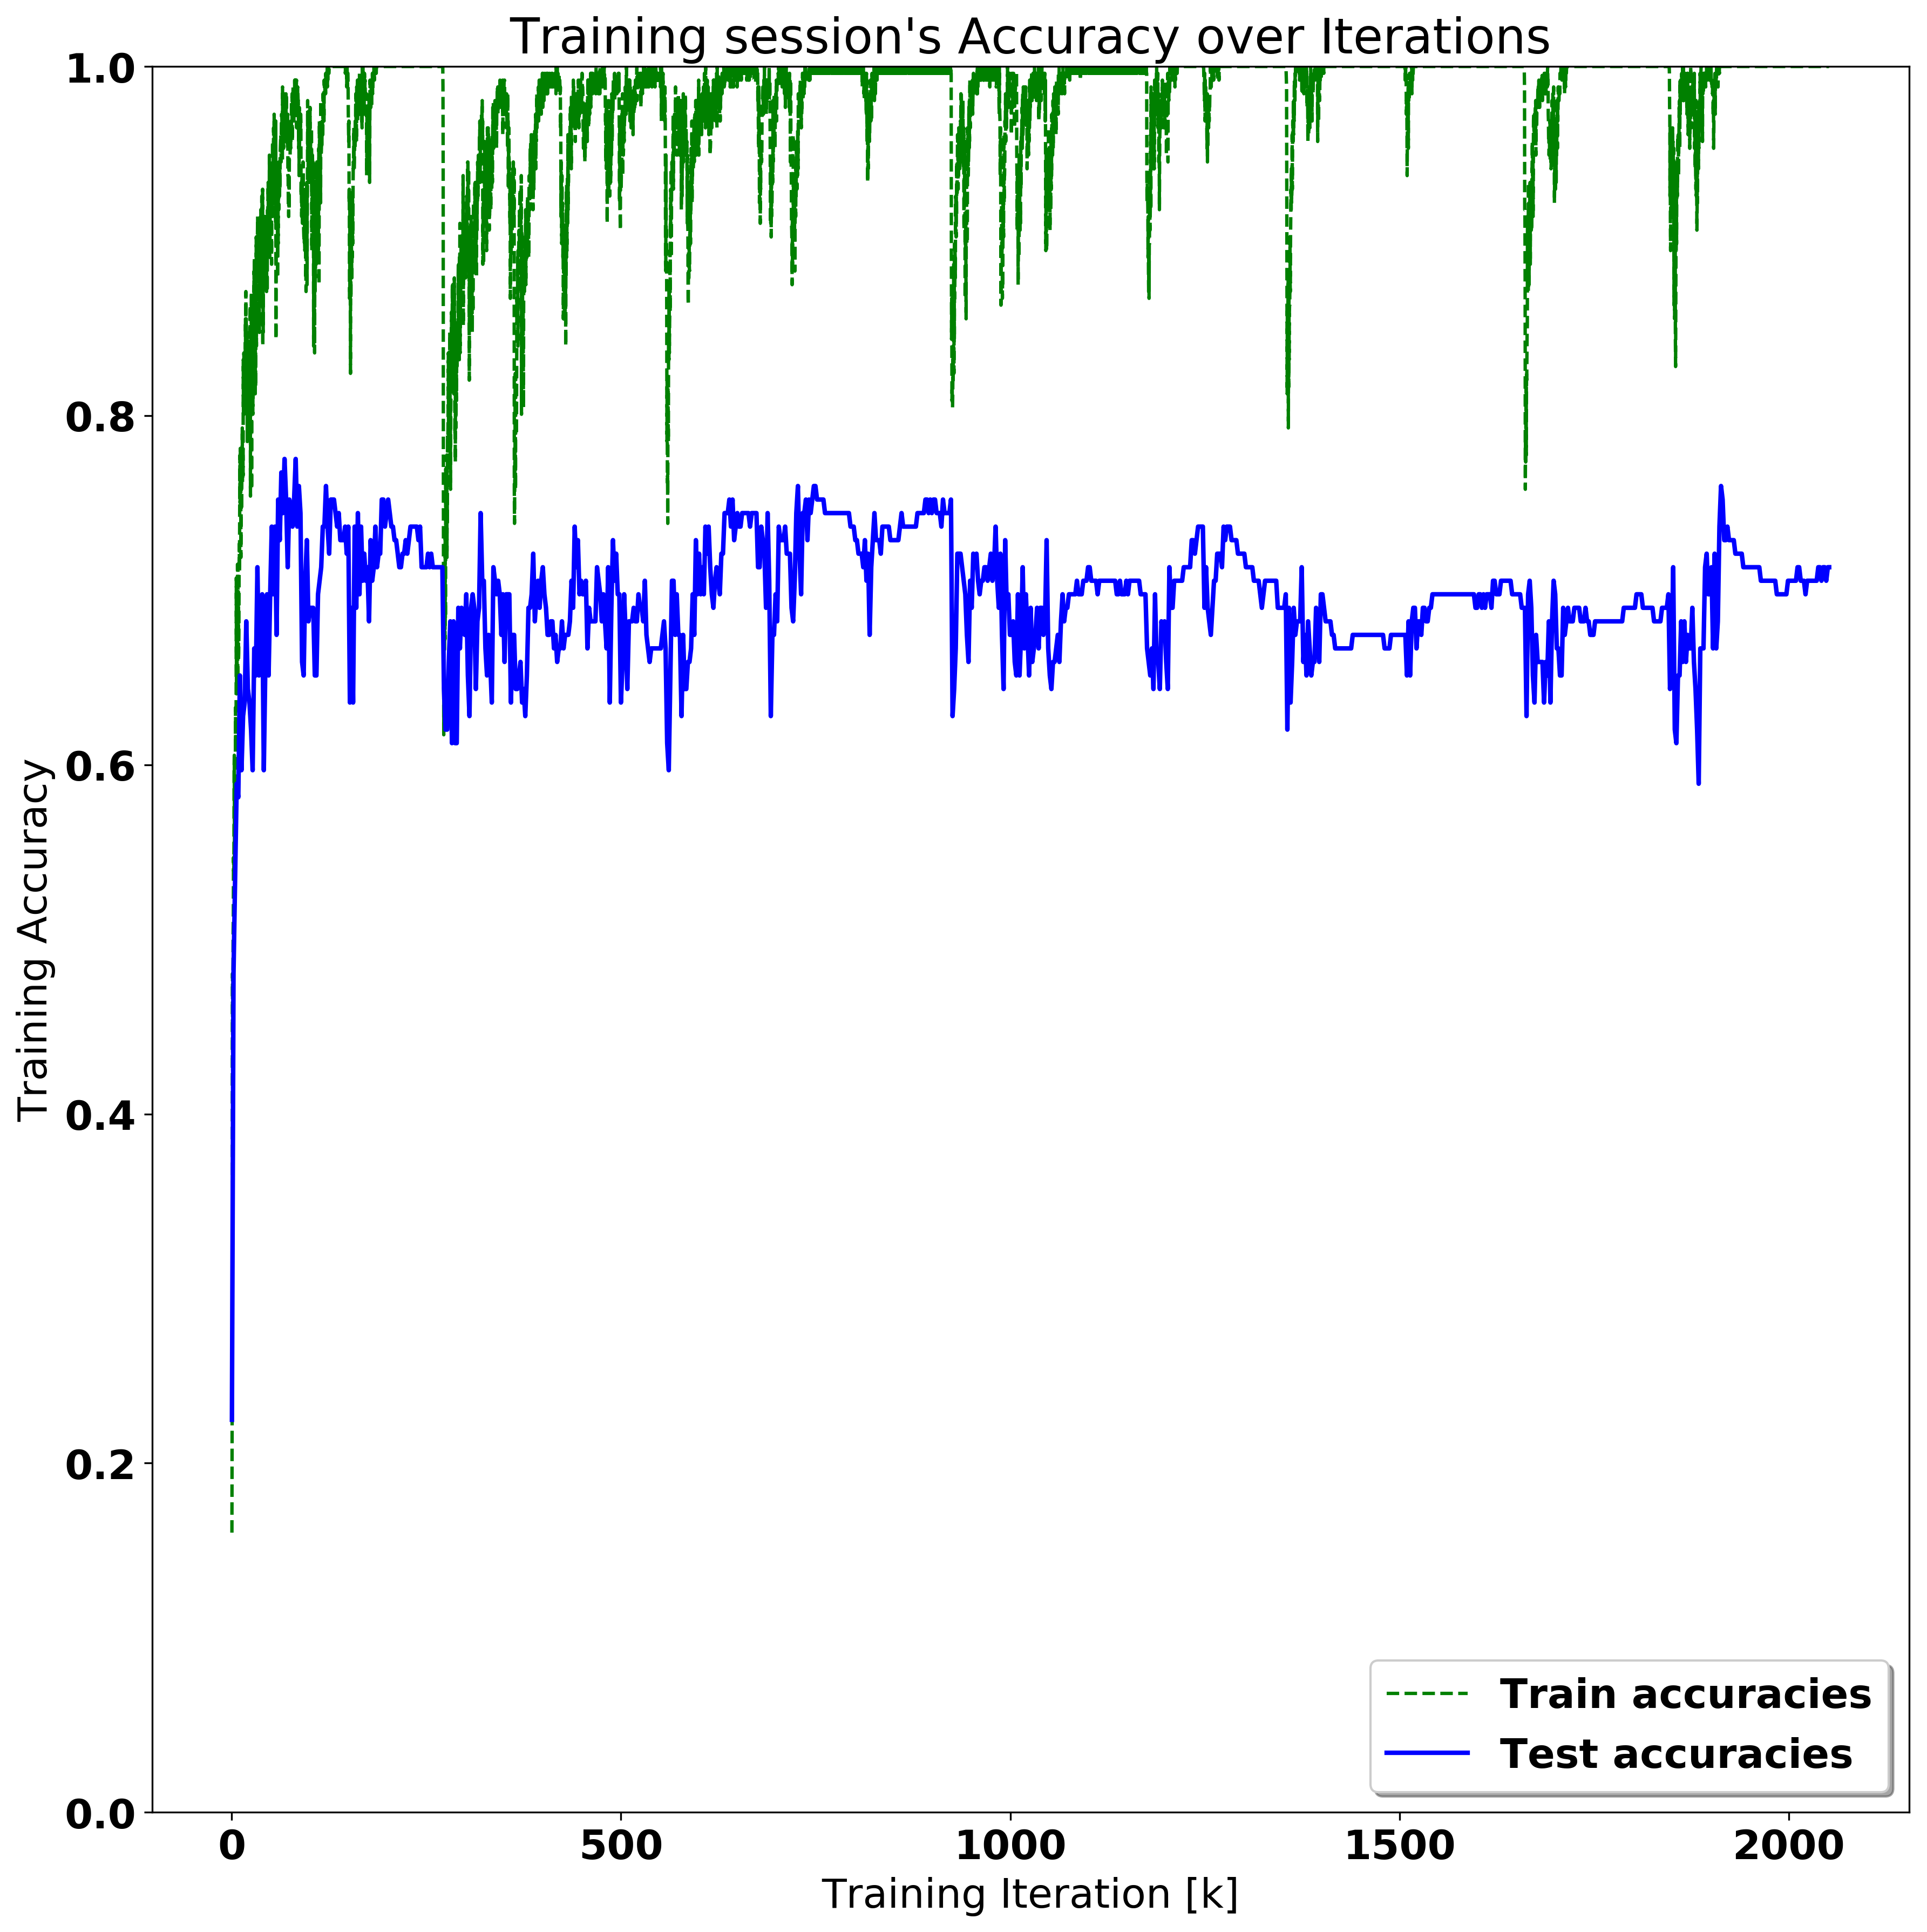 Training session's Accuracy over Iterations
1.0
0.8
0.6
0.4
0.2
0.0
Training Accuracy
0 500 1000 1500 2000
Training Iteration [k]
Train accuracies
Test accuracies